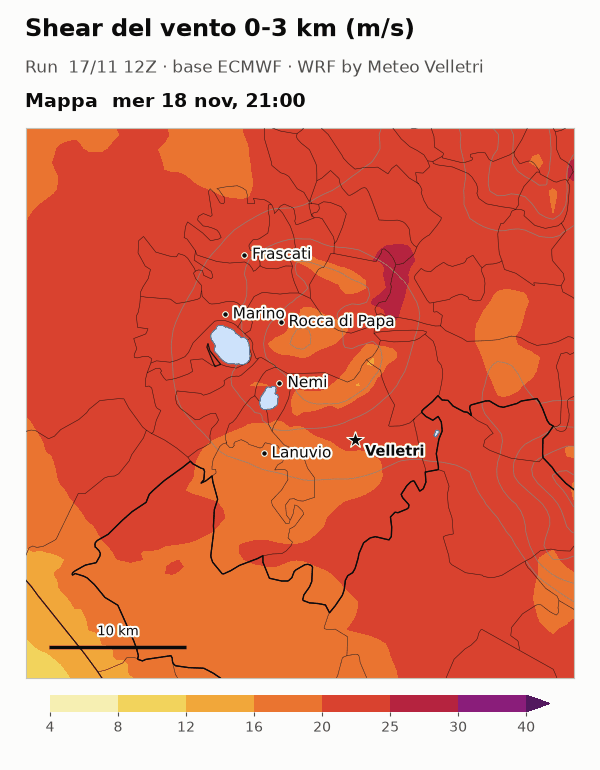 Shear del vento 0-3 km (m/s)
Run  17/11 12Z · base ECMWF · WRF by Meteo Velletri
Mappa  mer 18 nov, 21:00
Frascati
Marino
Rocca di Papa
Nemi
Velletri
Lanuvio
10 km
4 8 12 16 20 25 30 40